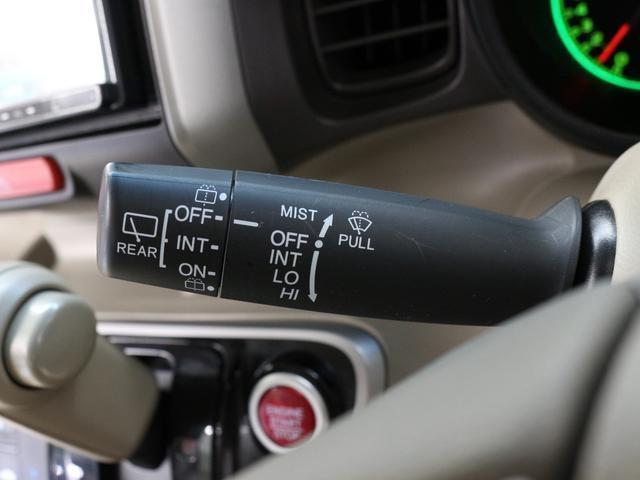 REAR
OFF
INT
ON
MIST
OFF
INT
LO
HI
PULL
ENGINE
START
STOP